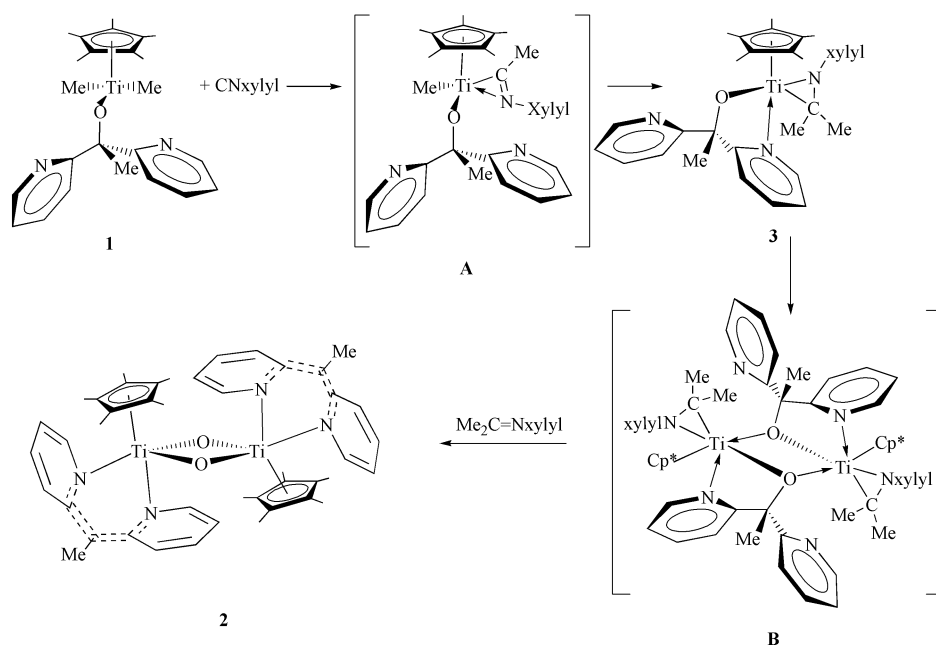 Me Ti Me
O
N N
Me
1
+ CNxylyl
Me
Me Ti C
N Xylyl
O
N N
Me
A
xylyl
N
Ti
O C
N Me Me
Me N
3
N
Me Me
C Me
xylylN N
Ti O Cp*
Cp* Ti
O Nxylyl
N C
Me Me
Me N
B
Me2C=Nxylyl
Me
N
O N
Ti Ti
O
N N
Me
2